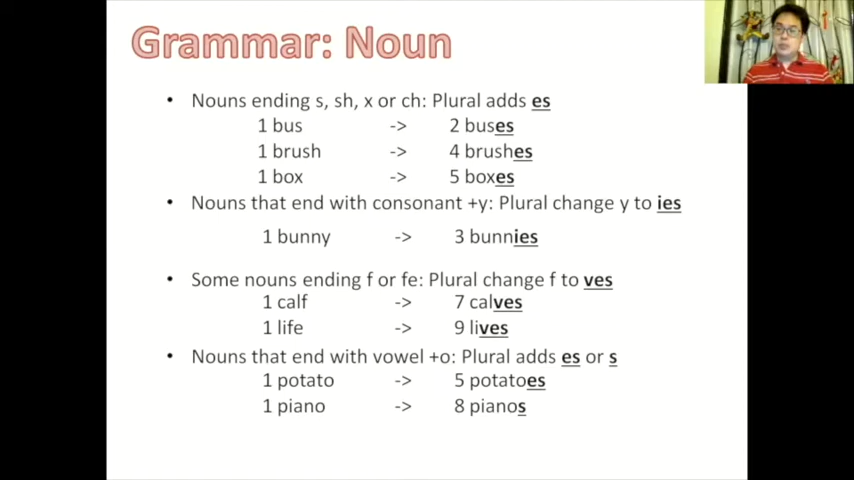 Grammar: Noun
• Nouns ending s, sh, x or ch: Plural adds es
1 bus -> 2 buses
1 brush -> 4 brushes
1 box -> 5 boxes
• Nouns that end with consonant +y: Plural change y to ies
1 bunny -> 3 bunnies
• Some nouns ending f or fe: Plural change f to ves
1 calf -> 7 calves
1 life -> 9 lives
• Nouns that end with vowel +o: Plural adds es or s
1 potato -> 5 potatoes
1 piano -> 8 pianos